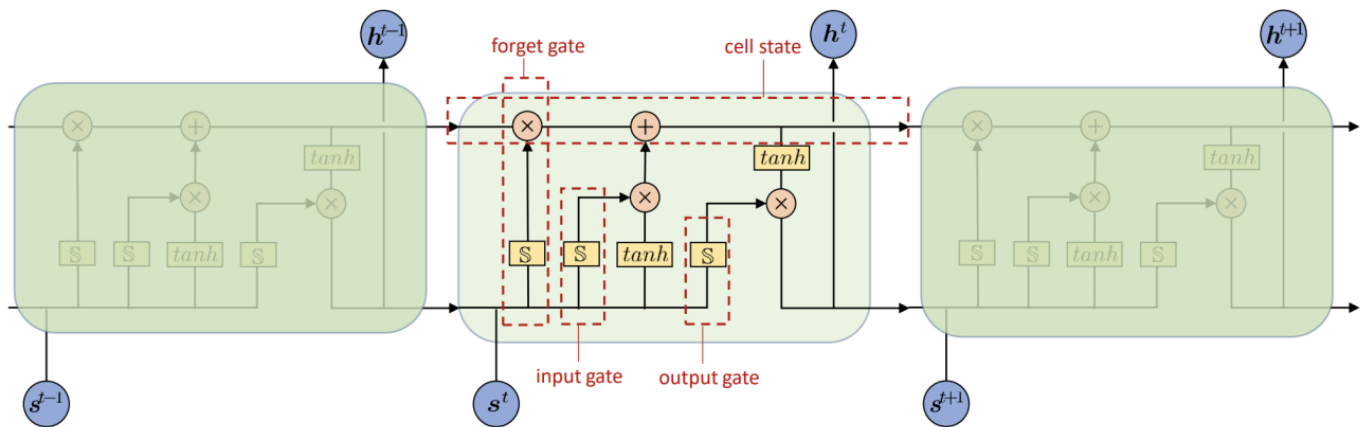 h^{t-1}
h^t
h^{t+1}
forget gate
cell state
× + tanh ×
× + tanh ×
× + tanh ×
×
×
×
𝕊 𝕊 tanh 𝕊
𝕊 𝕊 tanh 𝕊
𝕊 𝕊 tanh 𝕊
input gate
output gate
s^{t-1}
s^t
s^{t+1}